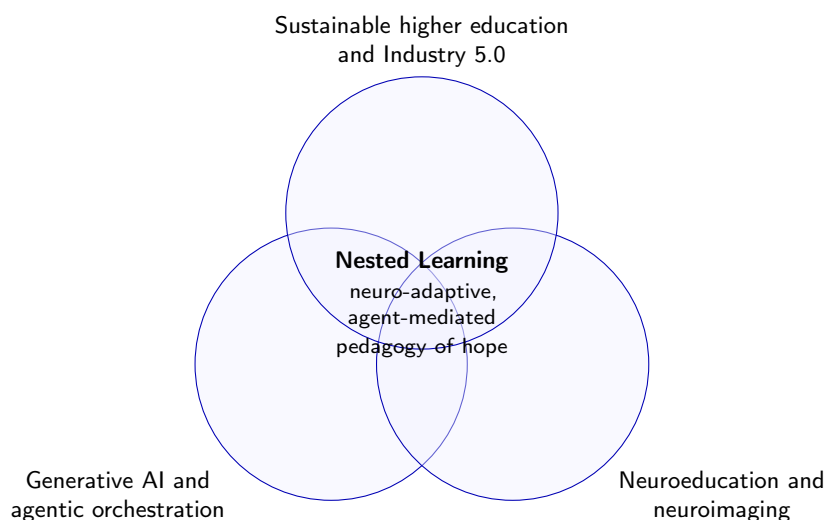 Sustainable higher education
and Industry 5.0
Nested Learning
neuro-adaptive,
agent-mediated
pedagogy of hope
Generative AI and
agentic orchestration
Neuroeducation and
neuroimaging